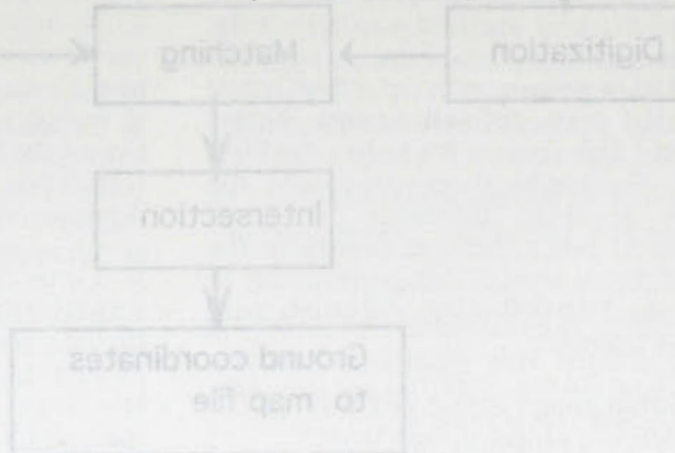 Digitization
Matching
Intersection
Ground coordinates
to map file